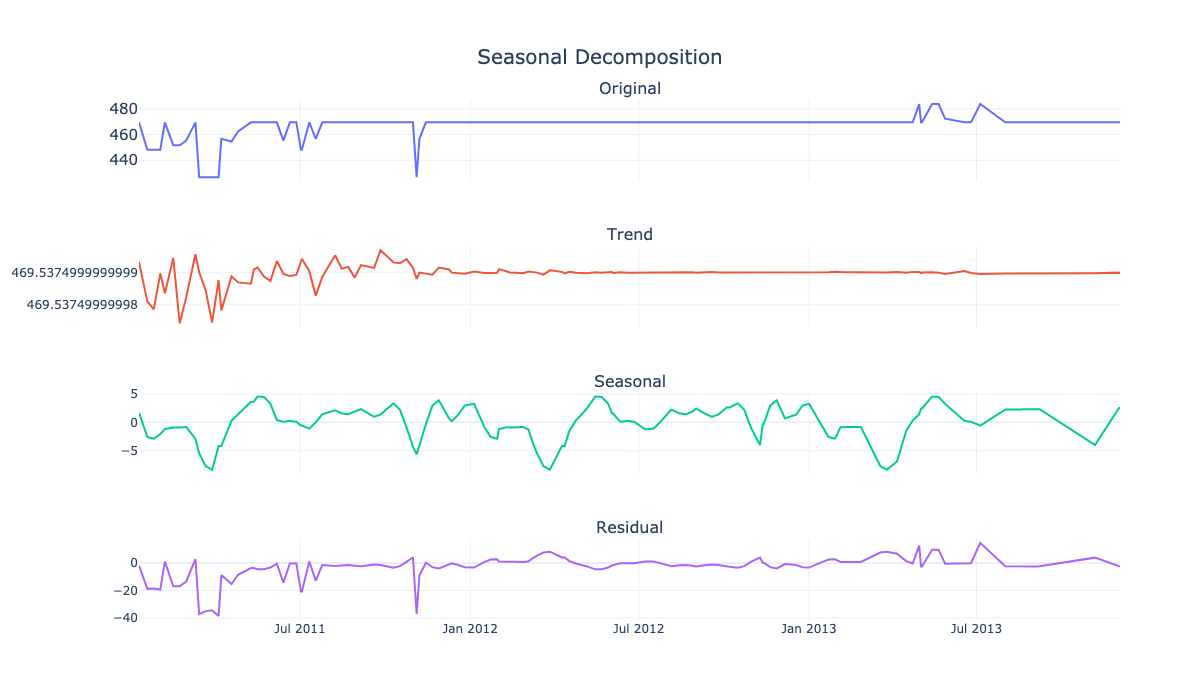 Seasonal Decomposition
Original
480
460
440
Trend
469.5374999999999
469.53749999998
Seasonal
5
0
−5
Residual
0
−20
−40
Jul 2011
Jan 2012
Jul 2012
Jan 2013
Jul 2013